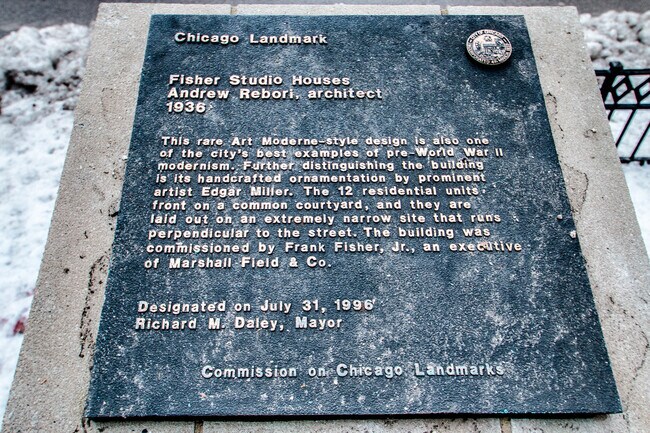 Chicago Landmark
Fisher Studio Houses
Andrew Rebori, architect
1936
This rare Art Moderne-style design is also one
of the city's best examples of pre-World War II
modernism. Further distinguishing the building
is its handcrafted ornamentation by prominent
artist Edgar Miller. The 12 residential units
front on a common courtyard, and they are
laid out on an extremely narrow site that runs
perpendicular to the street. The building was
commissioned by Frank Fisher, Jr., an executive
of Marshall Field & Co.
Designated on July 31, 1996
Richard M. Daley, Mayor
Commission on Chicago Landmarks